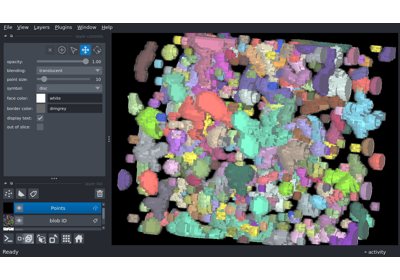 File View Layers Plugins Window Help
opacity: 1.00
blending: translucent
point size: 10
symbol: disc
face color: white
border color: dimgrey
display text:
out of slice:
Points
blob ID
Ready
activity